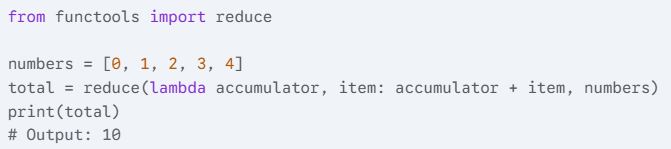 from functools import reduce
numbers = [0, 1, 2, 3, 4]
total = reduce(lambda accumulator, item: accumulator + item, numbers)
print(total)
# Output: 10